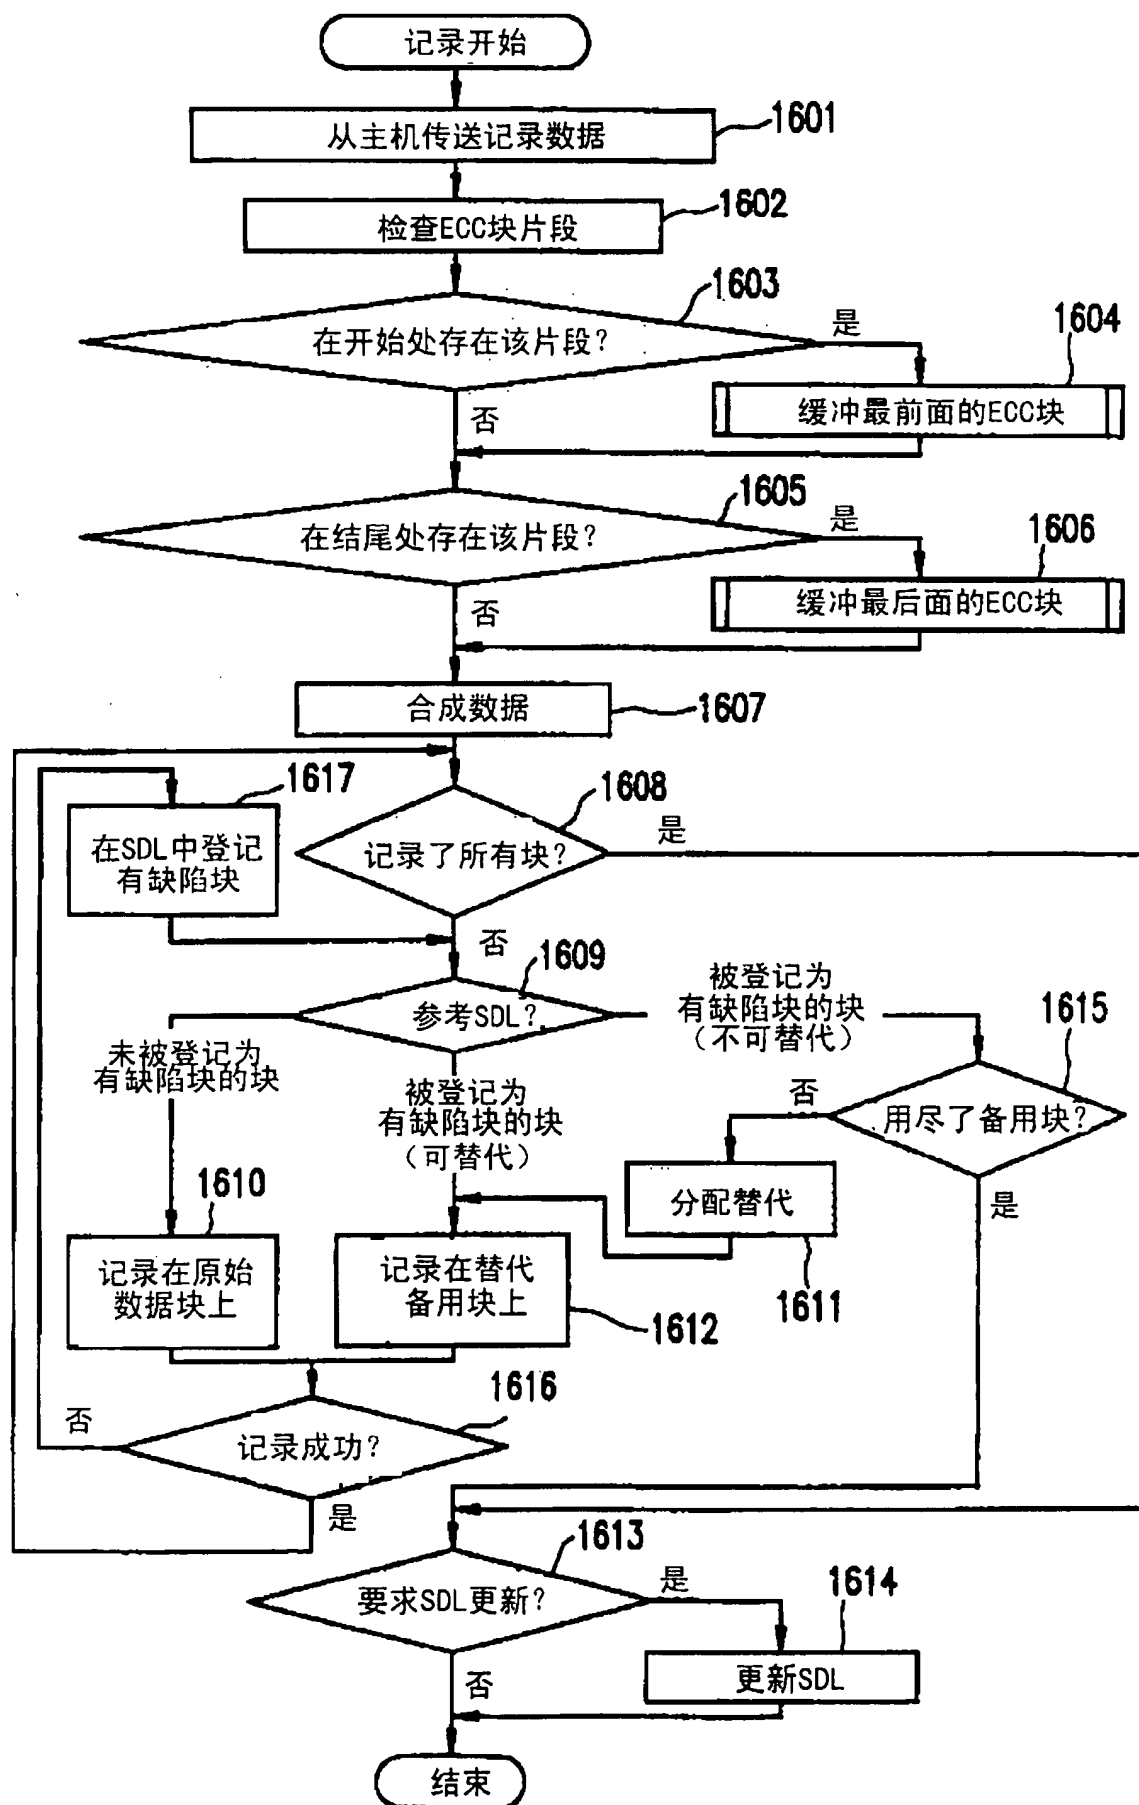 记录开始
从主机传送记录数据
1601
检查ECC块片段
1602
在开始处存在该片段?
1603
是
1604
缓冲最前面的ECC块
否
在结尾处存在该片段?
1605
是
1606
缓冲最后面的ECC块
否
合成数据
1607
1617
在SDL中登记
有缺陷块
1608
记录了所有块?
是
否
1609
参考SDL?
被登记为
有缺陷块的块
(不可替代)
1615
未被登记为
有缺陷块的块
被登记为
有缺陷块的块
(可替代)
否
用尽了备用块?
是
分配替代
1611
1610
记录在原始
数据块上
记录在替代
备用块上
1612
1616
否
记录成功?
是
1613
要求SDL更新?
是
1614
更新SDL
否
结束